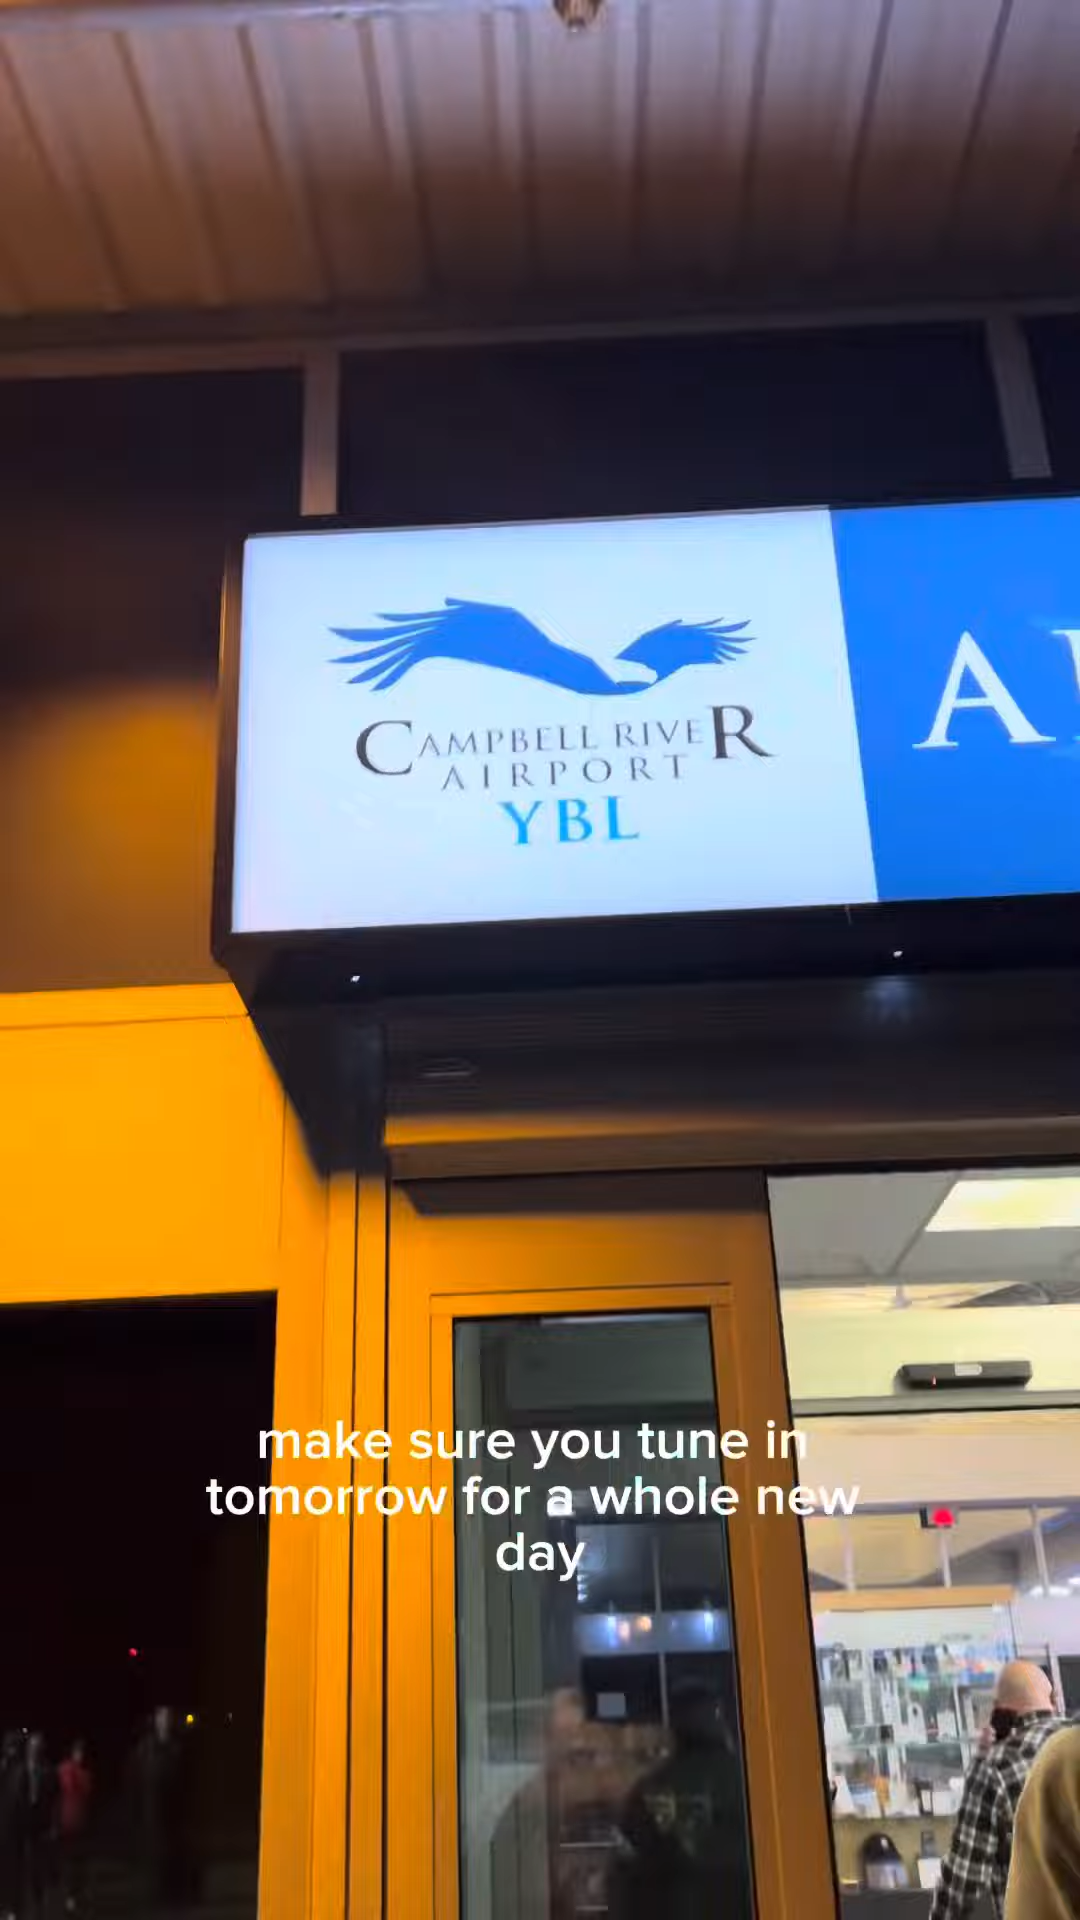 CAMPBELL RIVER
AIRPORT
YBL
make sure you tune in
tomorrow for a whole new
day